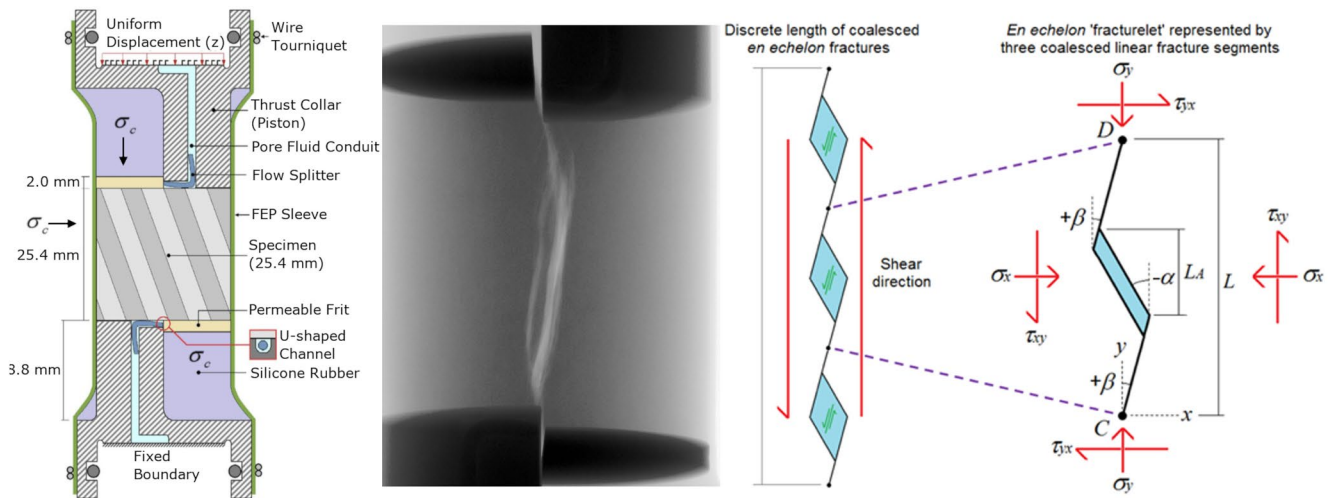 Uniform
Displacement (z)
Wire
Tourniquet
σc
Thrust Collar
(Piston)
Pore Fluid Conduit
Flow Splitter
2.0 mm
FEP Sleeve
σc
25.4 mm
Specimen
(25.4 mm)
Permeable Frit
U-shaped
Channel
σc
Silicone Rubber
3.8 mm
Fixed
Boundary
Discrete length of coalesced
en echelon fractures
Shear
direction
En echelon 'fracturelet' represented by
three coalesced linear fracture segments
σy
τyx
D
+β
τxy
-α
LA
L
σx
σx
τxy
y
+β
x
C
τyx
σy